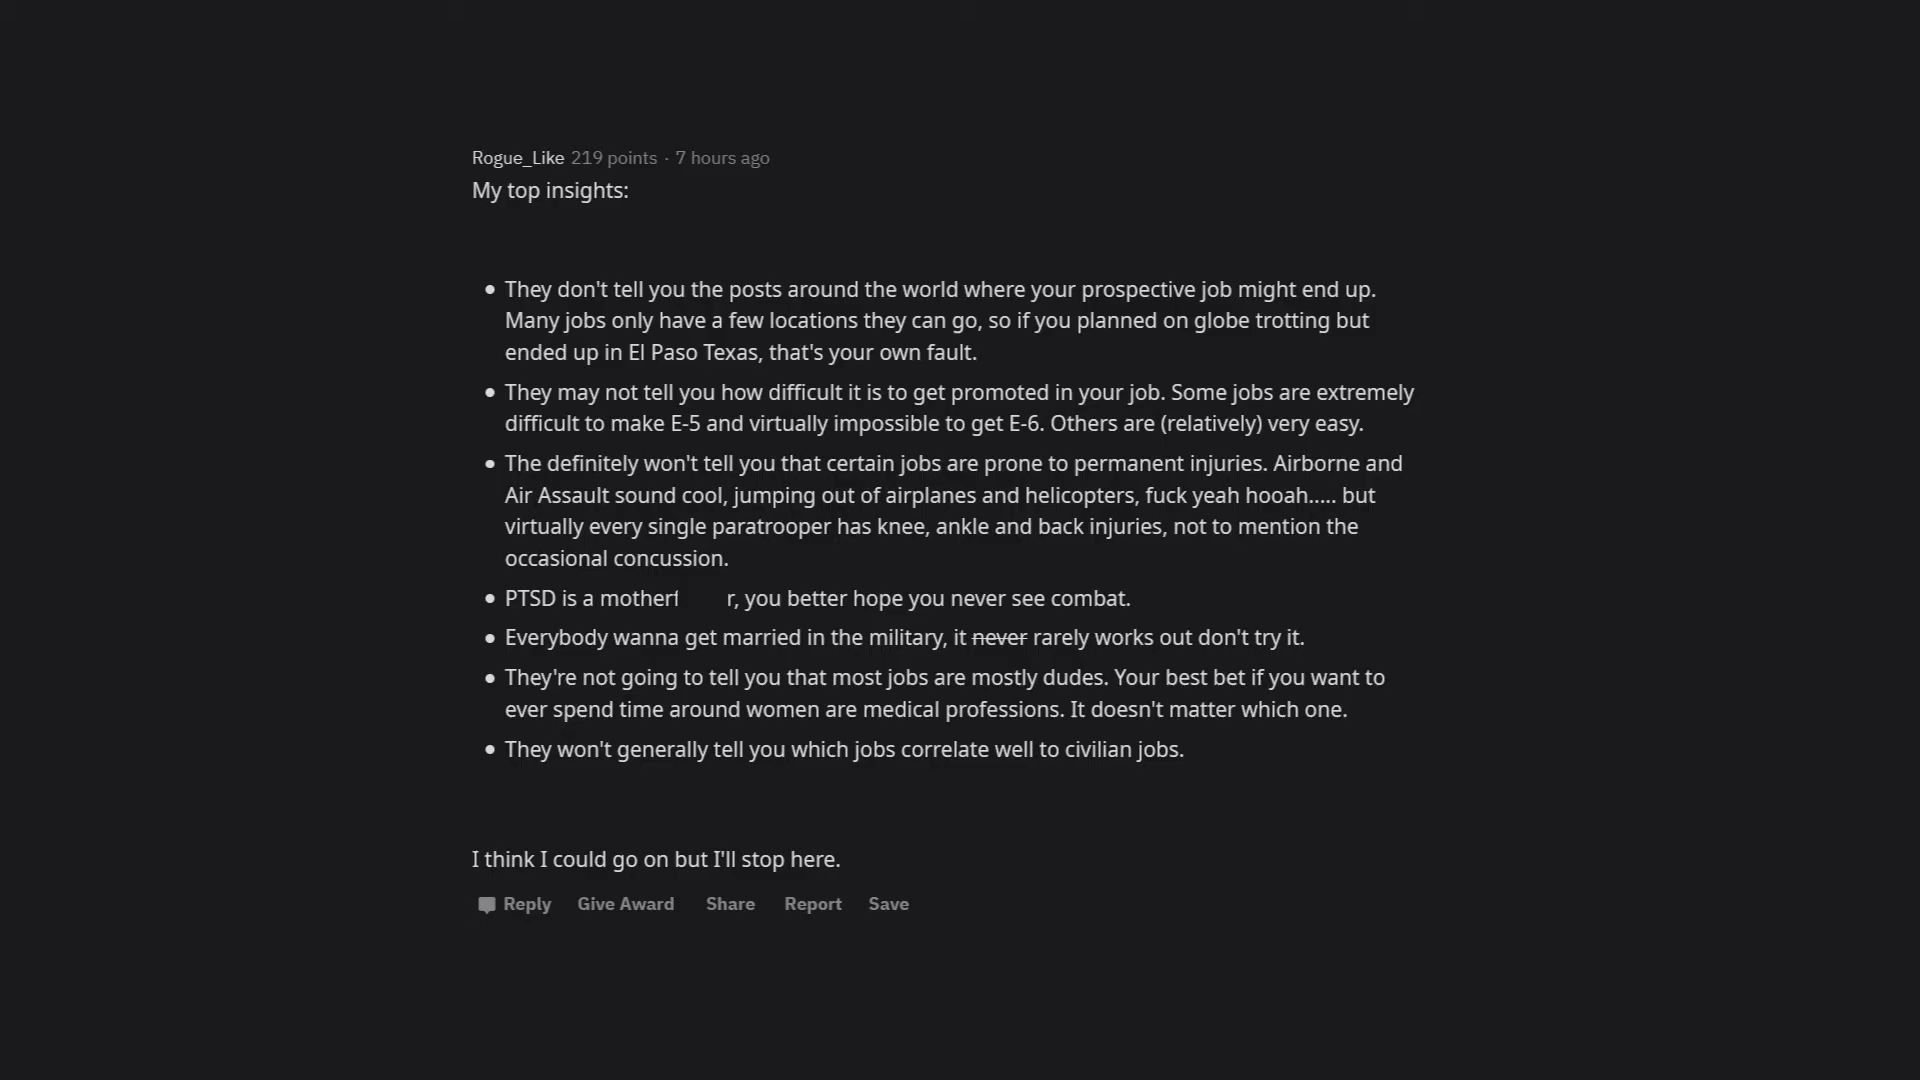 Rogue_Like 219 points · 7 hours ago
My top insights:
• They don't tell you the posts around the world where your prospective job might end up.
Many jobs only have a few locations they can go, so if you planned on globe trotting but
ended up in El Paso Texas, that's your own fault.
• They may not tell you how difficult it is to get promoted in your job. Some jobs are extremely
difficult to make E-5 and virtually impossible to get E-6. Others are (relatively) very easy.
• The definitely won't tell you that certain jobs are prone to permanent injuries. Airborne and
Air Assault sound cool, jumping out of airplanes and helicopters, fuck yeah hooah..... but
virtually every single paratrooper has knee, ankle and back injuries, not to mention the
occasional concussion.
• PTSD is a motherf r, you better hope you never see combat.
• Everybody wanna get married in the military, it never rarely works out don't try it.
• They're not going to tell you that most jobs are mostly dudes. Your best bet if you want to
ever spend time around women are medical professions. It doesn't matter which one.
• They won't generally tell you which jobs correlate well to civilian jobs.
I think I could go on but I'll stop here.
Reply Give Award Share Report Save